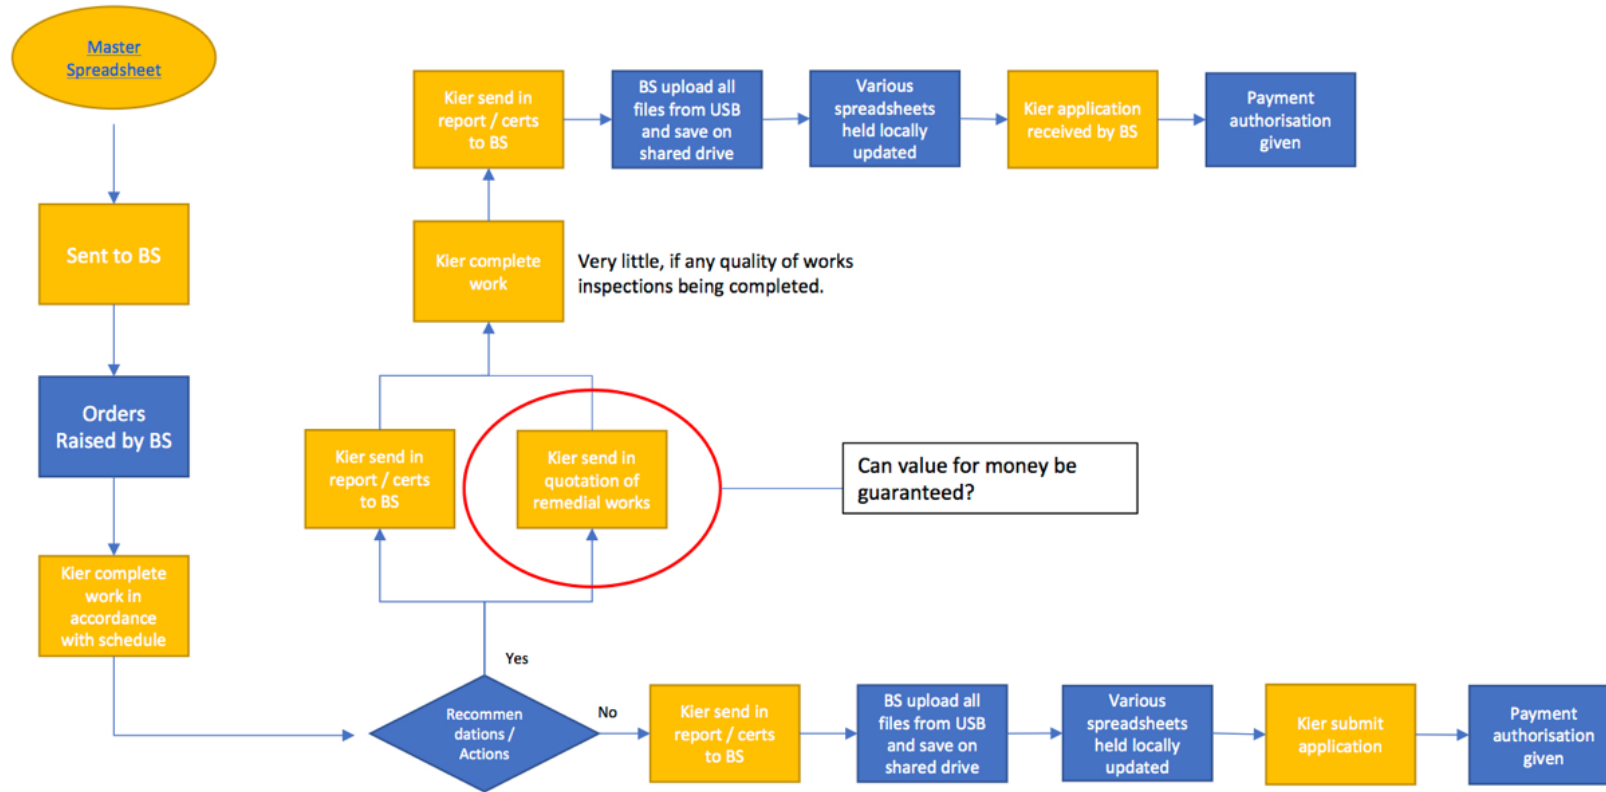 Master
Spreadsheet
Sent to BS
Orders
Raised by BS
Kier complete
work in
accordance
with schedule
Recommen
dations /
Actions
Yes
No
Kier send in
report / certs
to BS
Kier send in
quotation of
remedial works
Can value for money be
guaranteed?
Kier complete
work
Very little, if any quality of works
inspections being completed.
Kier send in
report / certs
to BS
BS upload all
files from USB
and save on
shared drive
Various
spreadsheets
held locally
updated
Kier application
received by BS
Payment
authorisation
given
Kier send in
report / certs
to BS
BS upload all
files from USB
and save on
shared drive
Various
spreadsheets
held locally
updated
Kier submit
application
Payment
authorisation
given